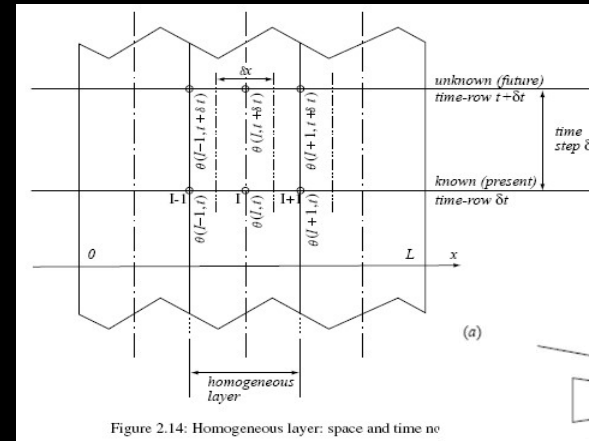 δx
unknown (future)
time-row t+δt
θ(I−1,t+δt)
θ(I,t+δt)
θ(I+1,t+δt)
time
step δ
known (present)
time-row δt
I-1
I
I+1
θ(I−1,t)
θ(I,t)
θ(I+1,t)
0
L
x
(a)
homogeneous
layer
Figure 2.14: Homogeneous layer: space and time